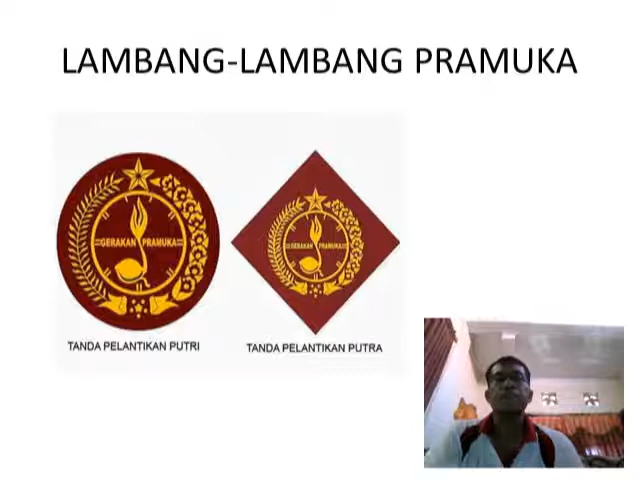 LAMBANG-LAMBANG PRAMUKA
GERAKAN PRAMUKA
GERAKAN PRAMUKA
TANDA PELANTIKAN PUTRI
TANDA PELANTIKAN PUTRA